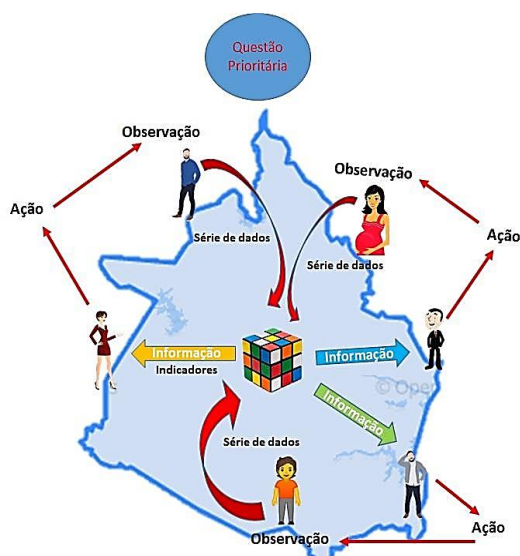 Questão
Prioritária
Observação
Observação
Ação
Ação
Série de dados
Série de dados
Informação
Informação
Indicadores
© Open
Informação
Série de dados
Ação
Observação